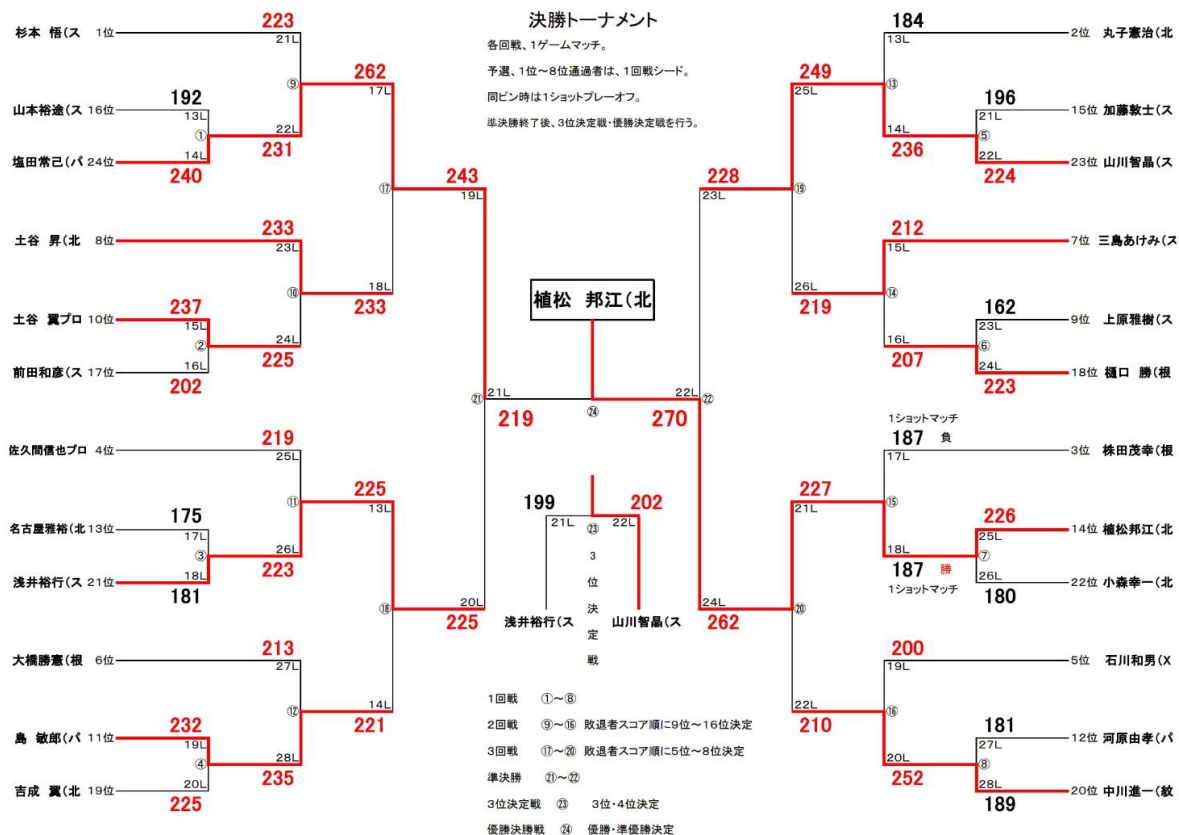 決勝トーナメント
各回戦、1ゲームマッチ。
予選、1位～8位通過者は、1回戦シード。
同ピン時は1ショットプレーオフ。
準決勝終了後、3位決定戦・優勝決定戦を行う。
223
杉本 悟(ス 1位
21L
⑨
262
17L
192
山本裕途(ス 16位
13L
①
22L
231
14L
塩田常己(パ 24位
240
⑰
243
19L
233
土谷 昇(北 8位
23L
⑩
18L
233
237
土谷 翼プロ 10位
15L
②
24L
225
16L
前田和彦(ス 17位
202
㉑
21L
219
219
佐久間信也プロ 4位
25L
⑪
225
13L
175
名古屋雅裕(北 13位
17L
③
26L
223
18L
浅井裕行(ス 21位
181
⑱
20L
225
213
大橋勝憲(根 6位
27L
⑫
14L
221
232
島 敏郎(パ 11位
19L
④
28L
235
20L
吉成 翼(北 19位
225
植松 邦江(北
㉔
199
21L
202
22L
㉓
3位決定戦
浅井裕行(ス
山川智晶(ス
184
13L
2位 丸子憲治(北
249
25L
⑬
196
21L
15位 加藤敦士(ス
14L
236
⑤
22L
23位 山川智晶(ス
224
228
23L
⑲
212
15L
7位 三島あけみ(ス
26L
219
⑭
162
23L
9位 上原雅樹(ス
16L
207
⑥
24L
18位 樋口 勝(根
223
22L
270
㉒
1ショットマッチ
187 負
17L
3位 株田茂幸(根
227
21L
⑮
226
25L
14位 植松邦江(北
18L
187 勝
1ショットマッチ
⑦
26L
22位 小森幸一(北
180
24L
262
⑳
200
19L
5位 石川和男(X
22L
210
⑯
181
27L
12位 河原由孝(パ
20L
252
⑧
28L
20位 中川進一(紋
189
1回戦 ①～⑧
2回戦 ⑨～⑯ 敗退者スコア順に9位～16位決定
3回戦 ⑰～⑳ 敗退者スコア順に5位～8位決定
準決勝 ㉑～㉒
3位決定戦 ㉓ 3位・4位決定
優勝決勝戦 ㉔ 優勝・準優勝決定